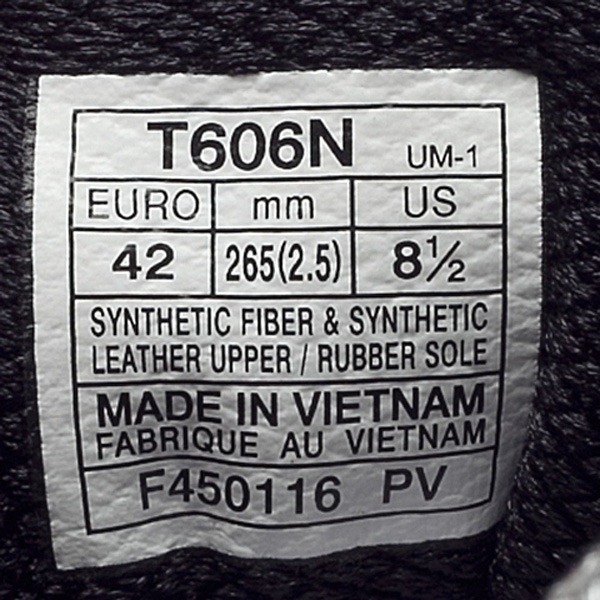 T606N UM-1
EURO mm US
42 265(2.5) 8½
SYNTHETIC FIBER & SYNTHETIC
LEATHER UPPER / RUBBER SOLE
MADE IN VIETNAM
FABRIQUE AU VIETNAM
F450116 PV